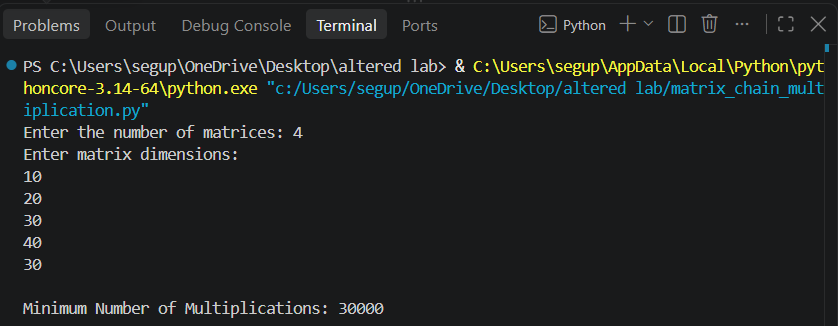 Problems Output Debug Console Terminal Ports Python
PS C:\Users\segup\OneDrive\Desktop\altered lab> & C:\Users\segup\AppData\Local\Python\pyt
honcore-3.14-64\python.exe "c:/Users/segup/OneDrive/Desktop/altered lab/matrix_chain_mult
iplication.py"
Enter the number of matrices: 4
Enter matrix dimensions:
10
20
30
40
30
Minimum Number of Multiplications: 30000